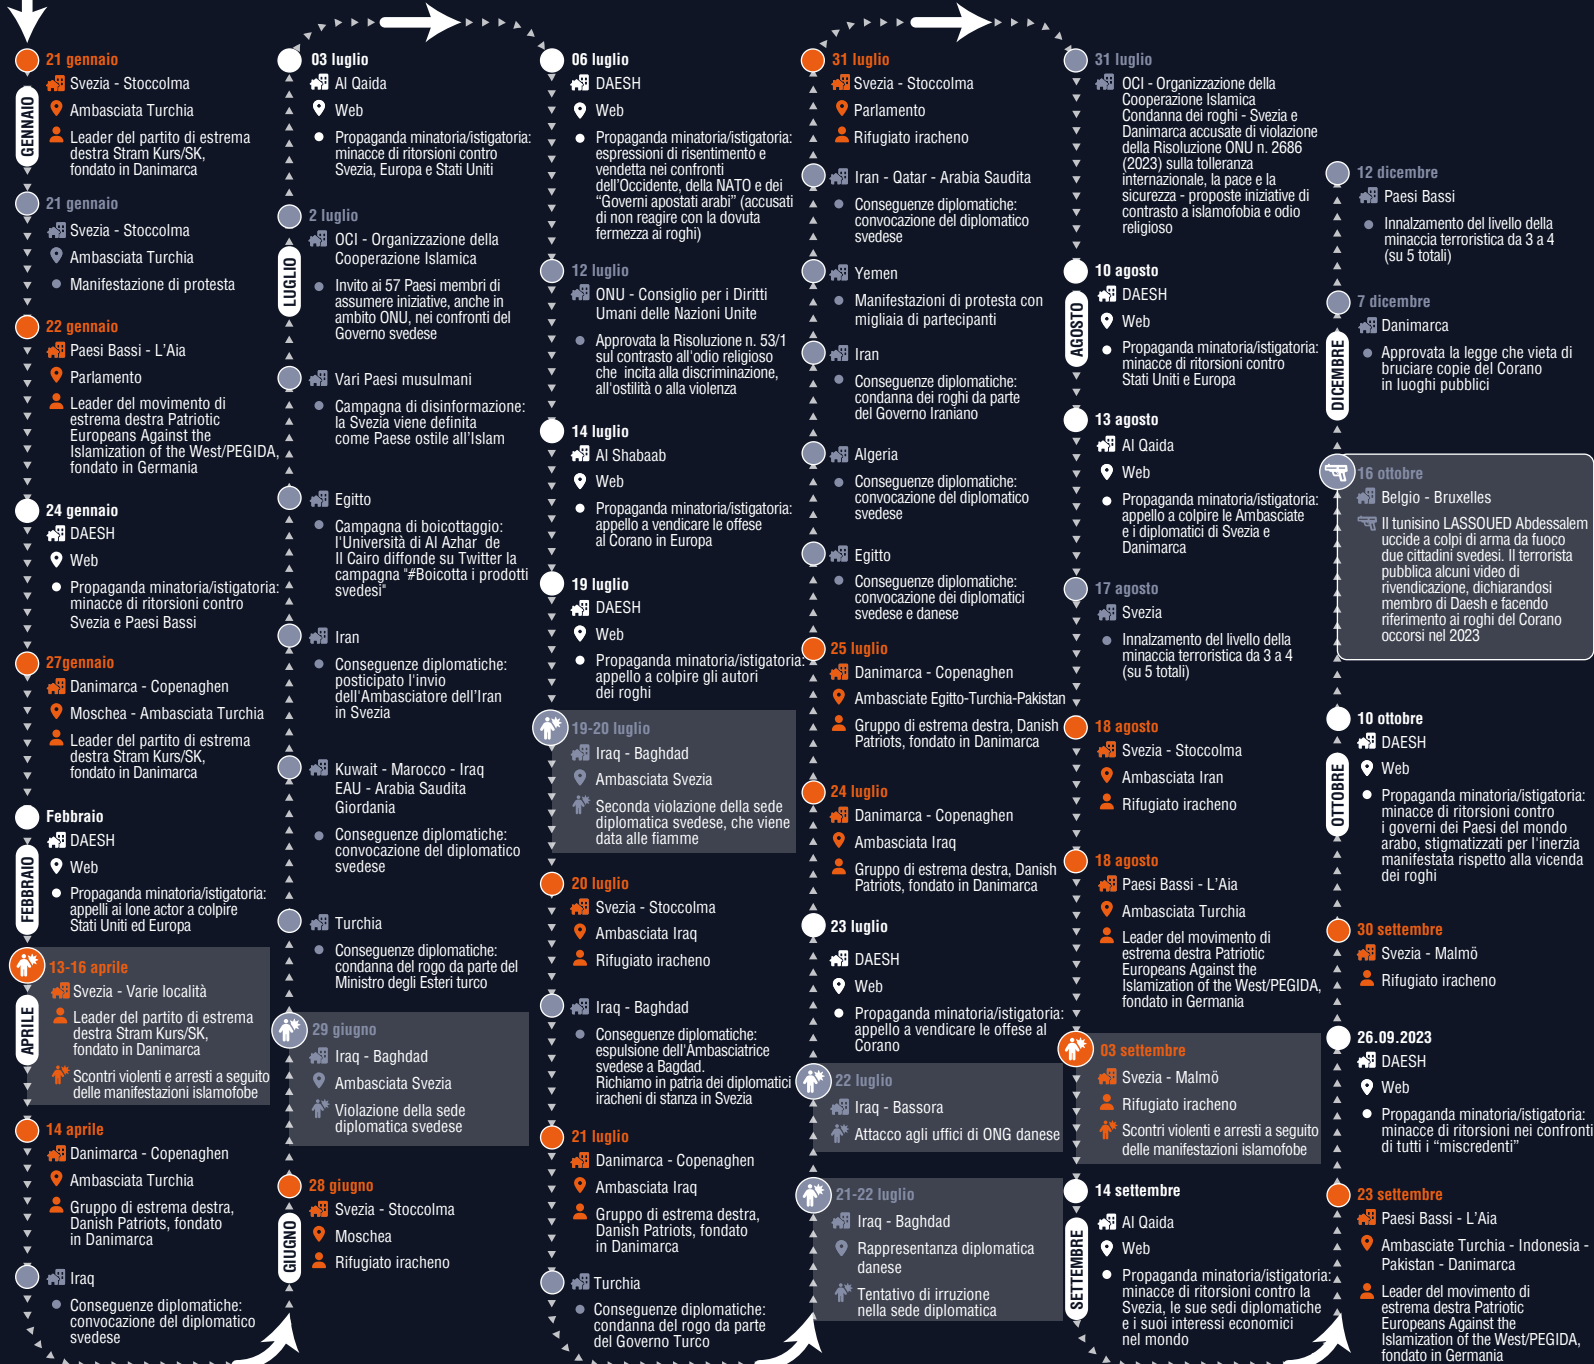 21 gennaio
Svezia - Stoccolma
Ambasciata Turchia
Leader del partito di estrema
destra Stram Kurs/SK,
fondato in Danimarca
GENNAIO
21 gennaio
Svezia - Stoccolma
Ambasciata Turchia
Manifestazione di protesta
22 gennaio
Paesi Bassi - L'Aia
Parlamento
Leader del movimento di
estrema destra Patriotic
Europeans Against the
Islamization of the West/PEGIDA,
fondato in Germania
24 gennaio
DAESH
Web
Propaganda minatoria/istigatoria:
minacce di ritorsioni contro
Svezia e Paesi Bassi
27gennaio
Danimarca - Copenaghen
Moschea - Ambasciata Turchia
Leader del partito di estrema
destra Stram Kurs/SK,
fondato in Danimarca
Febbraio
DAESH
Web
Propaganda minatoria/istigatoria:
appelli ai lone actor a colpire
Stati Uniti ed Europa
FEBBRAIO
13-16 aprile
Svezia - Varie località
Leader del partito di estrema
destra Stram Kurs/SK,
fondato in Danimarca
Scontri violenti e arresti a seguito
delle manifestazioni islamofobe
APRILE
14 aprile
Danimarca - Copenaghen
Ambasciata Turchia
Gruppo di estrema destra,
Danish Patriots, fondato
in Danimarca
Iraq
Conseguenze diplomatiche:
convocazione del diplomatico
svedese
03 luglio
Al Qaida
Web
Propaganda minatoria/istigatoria:
minacce di ritorsioni contro
Svezia, Europa e Stati Uniti
2 luglio
OCI - Organizzazione della
Cooperazione Islamica
Invito ai 57 Paesi membri di
assumere iniziative, anche in
ambito ONU, nei confronti del
Governo svedese
LUGLIO
Vari Paesi musulmani
Campagna di disinformazione:
la Svezia viene definita
come Paese ostile all'Islam
Egitto
Campagna di boicottaggio:
l'Università di Al Azhar de
Il Cairo diffonde su Twitter la
campagna "#Boicotta i prodotti
svedesi"
Iran
Conseguenze diplomatiche:
posticipato l'invio
dell'Ambasciatore dell'Iran
in Svezia
Kuwait - Marocco - Iraq
EAU - Arabia Saudita
Giordania
Conseguenze diplomatiche:
convocazione del diplomatico
svedese
Turchia
Conseguenze diplomatiche:
condanna del rogo da parte del
Ministro degli Esteri turco
29 giugno
Iraq - Baghdad
Ambasciata Svezia
Violazione della sede
diplomatica svedese
28 giugno
Svezia - Stoccolma
Moschea
Rifugiato iracheno
GIUGNO
06 luglio
DAESH
Web
Propaganda minatoria/istigatoria:
espressioni di risentimento e
vendetta nei confronti
dell'Occidente, della NATO e dei
“Governi apostati arabi” (accusati
di non reagire con la dovuta
fermezza ai roghi)
12 luglio
ONU - Consiglio per i Diritti
Umani delle Nazioni Unite
Approvata la Risoluzione n. 53/1
sul contrasto all'odio religioso
che incita alla discriminazione,
all'ostilità o alla violenza
14 luglio
Al Shabaab
Web
Propaganda minatoria/istigatoria:
appello a vendicare le offese
al Corano in Europa
19 luglio
DAESH
Web
Propaganda minatoria/istigatoria:
appello a colpire gli autori
dei roghi
19-20 luglio
Iraq - Baghdad
Ambasciata Svezia
Seconda violazione della sede
diplomatica svedese, che viene
data alle fiamme
20 luglio
Svezia - Stoccolma
Ambasciata Iraq
Rifugiato iracheno
Iraq - Baghdad
Conseguenze diplomatiche:
espulsione dell'Ambasciatrice
svedese a Bagdad.
Richiamo in patria dei diplomatici
iracheni di stanza in Svezia
21 luglio
Danimarca - Copenaghen
Ambasciata Iraq
Gruppo di estrema destra,
Danish Patriots, fondato
in Danimarca
Turchia
Conseguenze diplomatiche:
condanna del rogo da parte
del Governo Turco
31 luglio
Svezia - Stoccolma
Parlamento
Rifugiato iracheno
Iran - Qatar - Arabia Saudita
Conseguenze diplomatiche:
convocazione del diplomatico
svedese
Yemen
Manifestazioni di protesta con
migliaia di partecipanti
Iran
Conseguenze diplomatiche:
condanna dei roghi da parte
del Governo Iraniano
Algeria
Conseguenze diplomatiche:
convocazione del diplomatico
svedese
Egitto
Conseguenze diplomatiche:
convocazione dei diplomatici
svedese e danese
25 luglio
Danimarca - Copenaghen
Ambasciate Egitto-Turchia-Pakistan
Gruppo di estrema destra, Danish
Patriots, fondato in Danimarca
24 luglio
Danimarca - Copenaghen
Ambasciata Iraq
Gruppo di estrema destra, Danish
Patriots, fondato in Danimarca
23 luglio
DAESH
Web
Propaganda minatoria/istigatoria:
appello a vendicare le offese al
Corano
22 luglio
Iraq - Bassora
Attacco agli uffici di ONG danese
21-22 luglio
Iraq - Baghdad
Rappresentanza diplomatica
danese
Tentativo di irruzione
nella sede diplomatica
31 luglio
OCI - Organizzazione della
Cooperazione Islamica
Condanna dei roghi - Svezia e
Danimarca accusate di violazione
della Risoluzione ONU n. 2686
(2023) sulla tolleranza
internazionale, la pace e la
sicurezza - proposte iniziative di
contrasto a islamofobia e odio
religioso
10 agosto
DAESH
Web
Propaganda minatoria/istigatoria:
minacce di ritorsioni contro
Stati Uniti e Europa
AGOSTO
13 agosto
Al Qaida
Web
Propaganda minatoria/istigatoria:
appello a colpire le Ambasciate
e i diplomatici di Svezia e
Danimarca
17 agosto
Svezia
Innalzamento del livello della
minaccia terroristica da 3 a 4
(su 5 totali)
18 agosto
Svezia - Stoccolma
Ambasciata Iran
Rifugiato iracheno
18 agosto
Paesi Bassi - L'Aia
Ambasciata Turchia
Leader del movimento di
estrema destra Patriotic
Europeans Against the
Islamization of the West/PEGIDA,
fondato in Germania
03 settembre
Svezia - Malmö
Rifugiato iracheno
Scontri violenti e arresti a seguito
delle manifestazioni islamofobe
14 settembre
Al Qaida
Web
Propaganda minatoria/istigatoria:
minacce di ritorsioni contro la
Svezia, le sue sedi diplomatiche
e i suoi interessi economici
nel mondo
SETTEMBRE
12 dicembre
Paesi Bassi
Innalzamento del livello della
minaccia terroristica da 3 a 4
(su 5 totali)
7 dicembre
Danimarca
Approvata la legge che vieta di
bruciare copie del Corano
in luoghi pubblici
DICEMBRE
16 ottobre
Belgio - Bruxelles
Il tunisino LASSOUED Abdessalem
uccide a colpi di arma da fuoco
due cittadini svedesi. Il terrorista
pubblica alcuni video di
rivendicazione, dichiarandosi
membro di Daesh e facendo
riferimento ai roghi del Corano
occorsi nel 2023
10 ottobre
DAESH
Web
Propaganda minatoria/istigatoria:
minacce di ritorsioni contro
i governi dei Paesi del mondo
arabo, stigmatizzati per l'inerzia
manifestata rispetto alla vicenda
dei roghi
OTTOBRE
30 settembre
Svezia - Malmö
Rifugiato iracheno
26.09.2023
DAESH
Web
Propaganda minatoria/istigatoria:
minacce di ritorsioni nei confronti
di tutti i “miscredenti”
23 settembre
Paesi Bassi - L'Aia
Ambasciate Turchia - Indonesia -
Pakistan - Danimarca
Leader del movimento di
estrema destra Patriotic
Europeans Against the
Islamization of the West/PEGIDA,
fondato in Germania